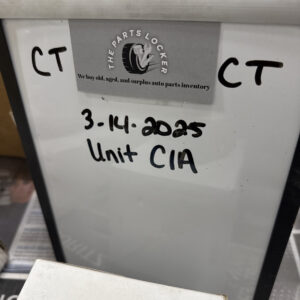 THE PARTS LOCKER
We buy old, aged, and surplus auto parts inventory
CT CT
3-14-2025
Unit C1A